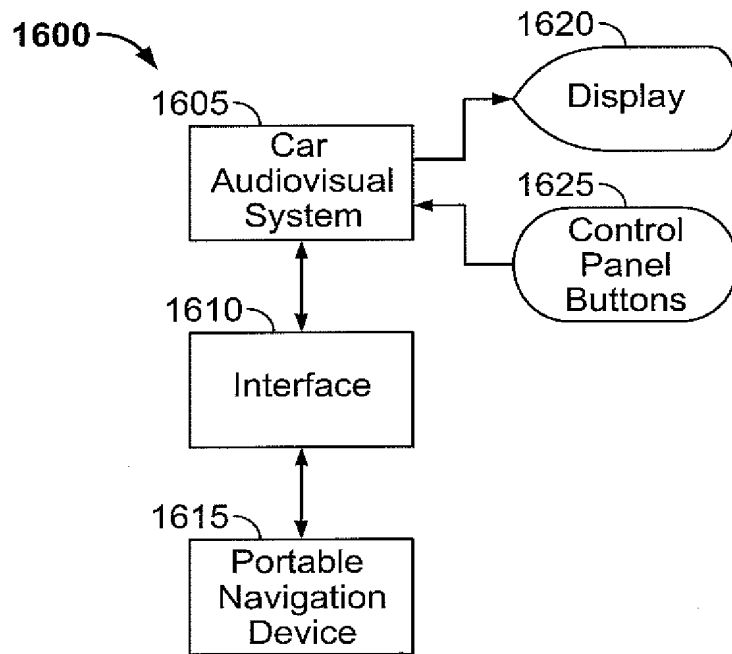 1600
1620
Display
1605
Car
Audiovisual
System
1625
Control
Panel
Buttons
1610
Interface
1615
Portable
Navigation
Device